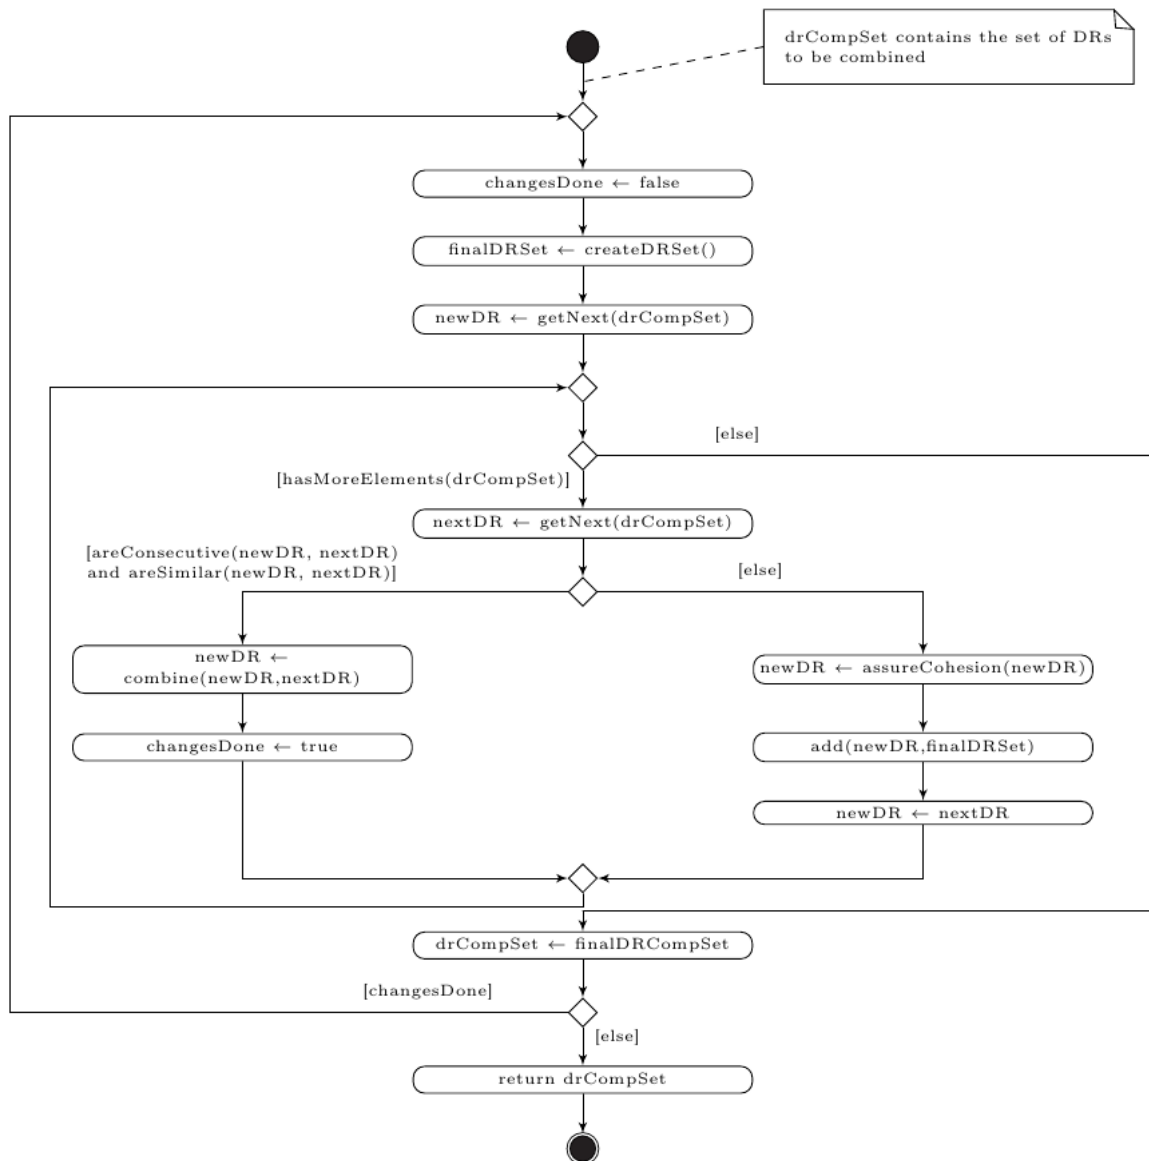 drCompSet contains the set of DRs
to be combined
changesDone ← false
finalDRSet ← createDRSet()
newDR ← getNext(drCompSet)
[else]
[hasMoreElements(drCompSet)]
nextDR ← getNext(drCompSet)
[areConsecutive(newDR, nextDR)
and areSimilar(newDR, nextDR)]
[else]
newDR ←
combine(newDR,nextDR)
changesDone ← true
newDR ← assureCohesion(newDR)
add(newDR,finalDRSet)
newDR ← nextDR
drCompSet ← finalDRCompSet
[changesDone]
[else]
return drCompSet